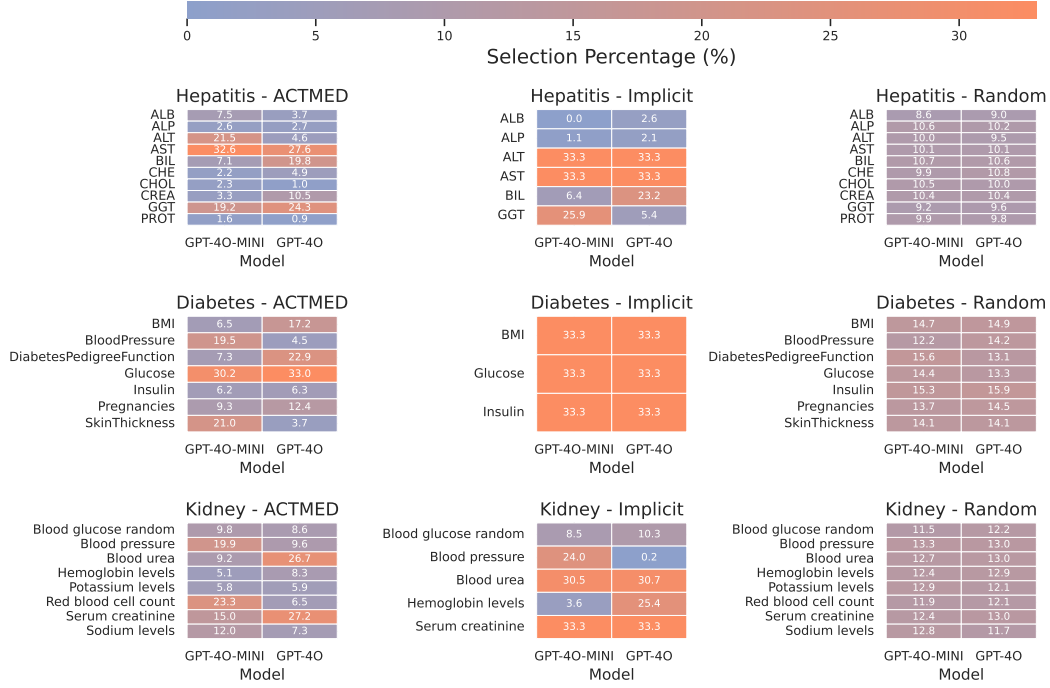 0 5 10 15 20 25 30
Selection Percentage (%)
Hepatitis - ACTMED
ALB 7.5 3.7
ALP 2.6 2.7
ALT 21.5 4.6
AST 32.6 27.6
BIL 7.1 19.8
CHE 2.2 4.9
CHOL 2.3 1.0
CREA 3.3 10.5
GGT 19.2 24.3
PROT 1.6 0.9
GPT-4O-MINI GPT-4O
Model
Hepatitis - Implicit
ALB 0.0 2.6
ALP 1.1 2.1
ALT 33.3 33.3
AST 33.3 33.3
BIL 6.4 23.2
GGT 25.9 5.4
GPT-4O-MINI GPT-4O
Model
Hepatitis - Random
ALB 8.6 9.0
ALP 10.6 10.2
ALT 10.0 9.5
AST 10.1 10.1
BIL 10.7 10.6
CHE 9.9 10.8
CHOL 10.5 10.0
CREA 10.4 10.4
GGT 9.2 9.6
PROT 9.9 9.8
GPT-4O-MINI GPT-4O
Model
Diabetes - ACTMED
BMI 6.5 17.2
BloodPressure 19.5 4.5
DiabetesPedigreeFunction 7.3 22.9
Glucose 30.2 33.0
Insulin 6.2 6.3
Pregnancies 9.3 12.4
SkinThickness 21.0 3.7
GPT-4O-MINI GPT-4O
Model
Diabetes - Implicit
BMI 33.3 33.3
Glucose 33.3 33.3
Insulin 33.3 33.3
GPT-4O-MINI GPT-4O
Model
Diabetes - Random
BMI 14.7 14.9
BloodPressure 12.2 14.2
DiabetesPedigreeFunction 15.6 13.1
Glucose 14.4 13.3
Insulin 15.3 15.9
Pregnancies 13.7 14.5
SkinThickness 14.1 14.1
GPT-4O-MINI GPT-4O
Model
Kidney - ACTMED
Blood glucose random 9.8 8.6
Blood pressure 19.9 9.6
Blood urea 9.2 26.7
Hemoglobin levels 5.1 8.3
Potassium levels 5.8 5.9
Red blood cell count 23.3 6.5
Serum creatinine 15.0 27.2
Sodium levels 12.0 7.3
GPT-4O-MINI GPT-4O
Model
Kidney - Implicit
Blood glucose random 8.5 10.3
Blood pressure 24.0 0.2
Blood urea 30.5 30.7
Hemoglobin levels 3.6 25.4
Serum creatinine 33.3 33.3
GPT-4O-MINI GPT-4O
Model
Kidney - Random
Blood glucose random 11.5 12.2
Blood pressure 13.3 13.0
Blood urea 12.7 13.0
Hemoglobin levels 12.4 12.9
Potassium levels 12.9 12.1
Red blood cell count 11.9 12.1
Serum creatinine 12.4 13.0
Sodium levels 12.8 11.7
GPT-4O-MINI GPT-4O
Model